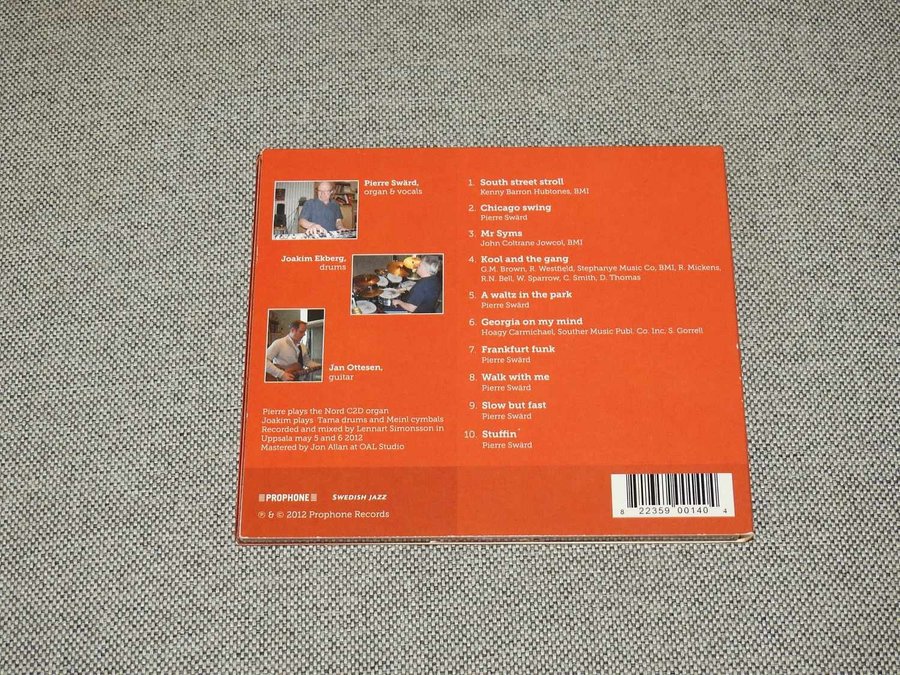 Pierre Swärd,
organ & vocals
Joakim Ekberg,
drums
Jan Ottesen,
guitar
Pierre plays the Nord C2D organ
Joakim plays Tama drums and Meinl cymbals
Recorded and mixed by Lennart Simonsson in
Uppsala may 5 and 6 2012
Mastered by Jon Allan at OAL Studio
PROPHONE
SWEDISH JAZZ
℗ & © 2012 Prophone Records
1. South street stroll
Kenny Barron Hubtones, BMI
2. Chicago swing
Pierre Swärd
3. Mr Syms
John Coltrane Jowcol, BMI
4. Kool and the gang
G.M. Brown, R. Westfield, Stephanye Music Co, BMI, R. Mickens,
R.N. Bell, W. Sparrow, C. Smith, D. Thomas
5. A waltz in the park
Pierre Swärd
6. Georgia on my mind
Hoagy Carmichael, Souther Music Publ. Co. Inc, S. Gorrell
7. Frankfurt funk
Pierre Swärd
8. Walk with me
Pierre Swärd
9. Slow but fast
Pierre Swärd
10. Stuffin´
Pierre Swärd
8 22359 00140 4